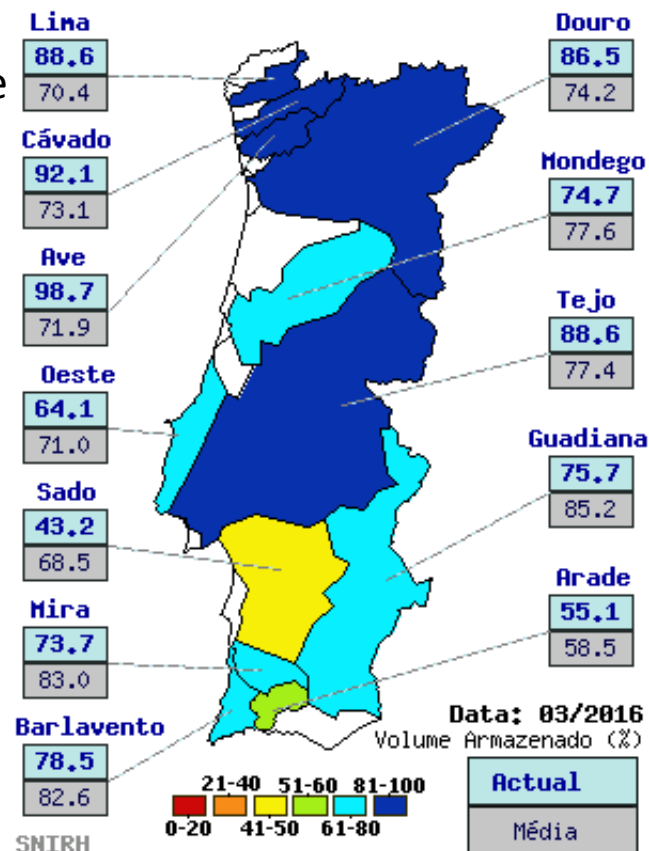 Lima
88.6
70.4
e
Cávado
92.1
73.1
Ave
98.7
71.9
Oeste
64.1
71.0
Sado
43.2
68.5
Mira
73.7
83.0
Barlavento
78.5
82.6
SNIRH
Douro
86.5
74.2
Mondego
74.7
77.6
Tejo
88.6
77.4
Guadiana
75.7
85.2
Arade
55.1
58.5
Data: 03/2016
Volume Armazenado (%)
21-40 51-60 81-100
0-20 41-50 61-80
Actual
Média